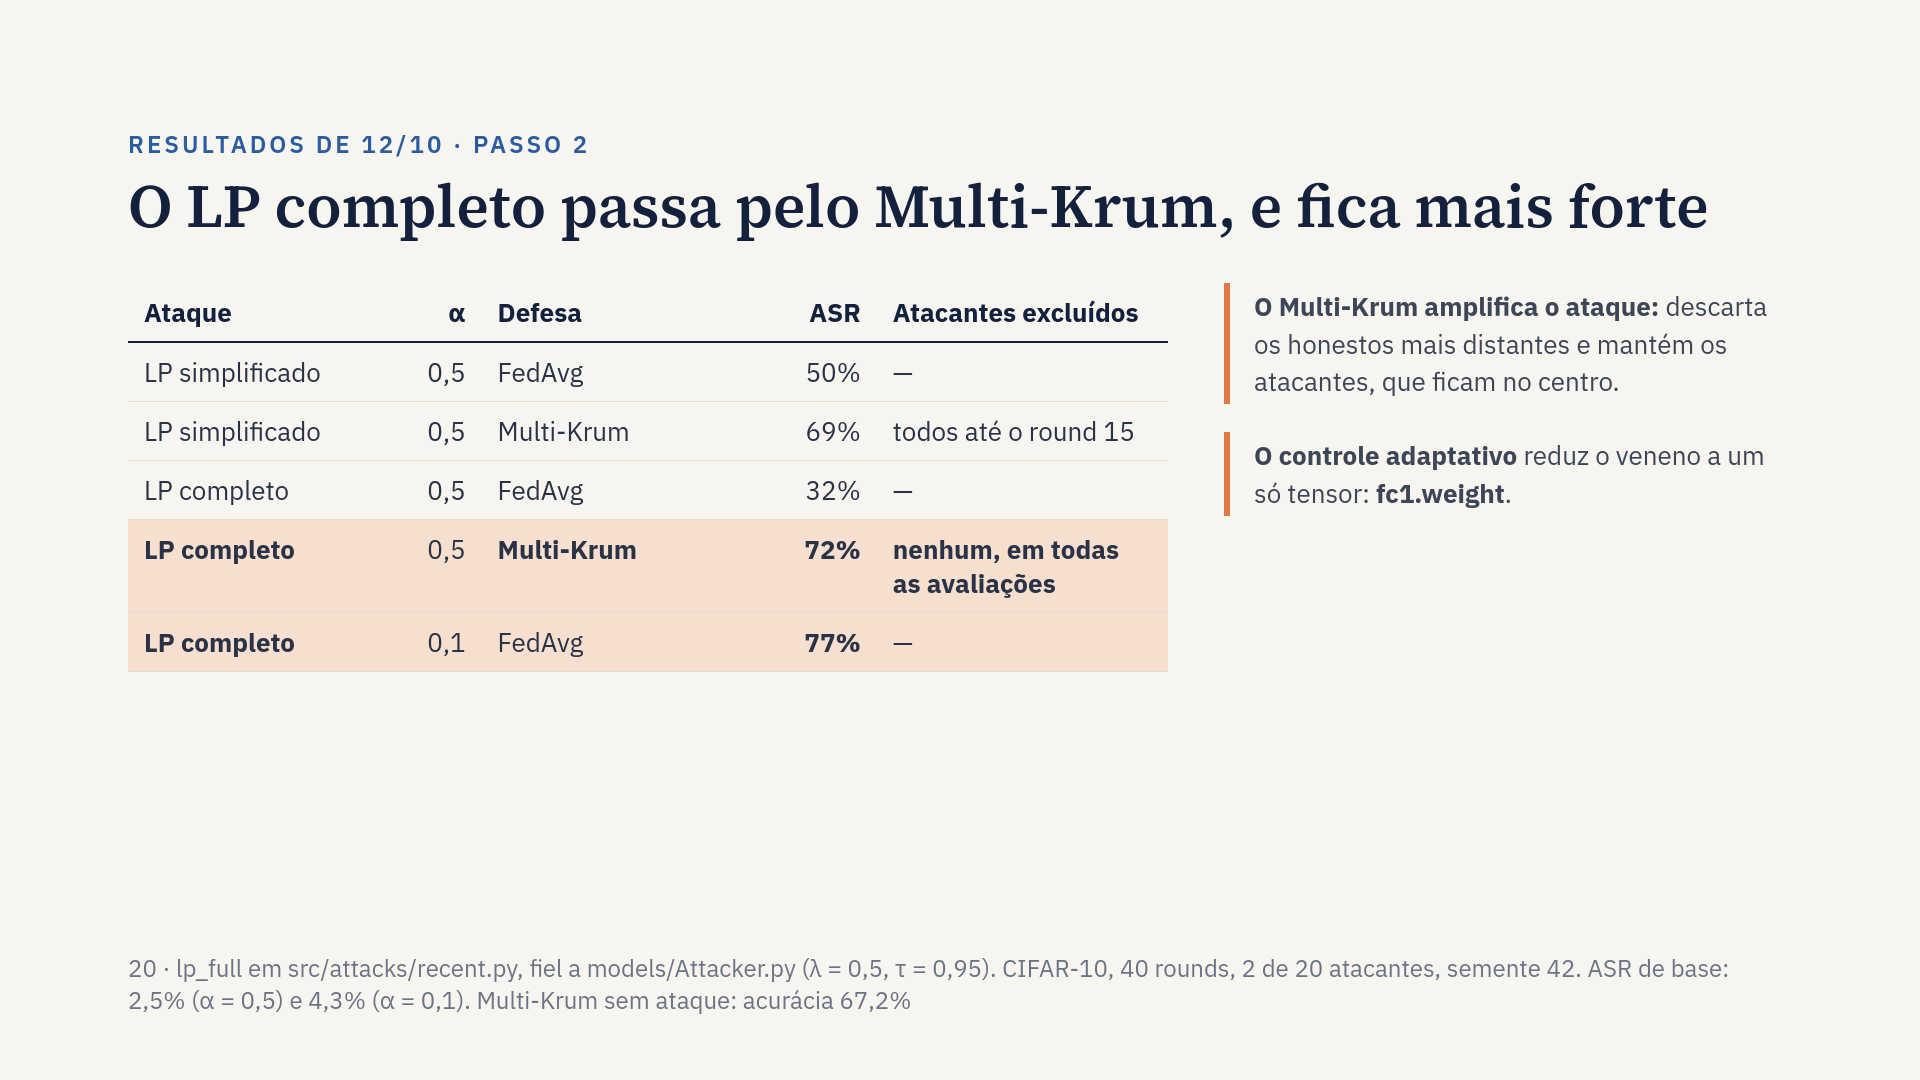 RESULTADOS DE 12/10 · PASSO 2
O LP completo passa pelo Multi-Krum, e fica mais forte
Ataque α Defesa ASR Atacantes excluídos
LP simplificado 0,5 FedAvg 50% —
LP simplificado 0,5 Multi-Krum 69% todos até o round 15
LP completo 0,5 FedAvg 32% —
LP completo 0,5 Multi-Krum 72% nenhum, em todas
as avaliações
LP completo 0,1 FedAvg 77% —
O Multi-Krum amplifica o ataque: descarta
os honestos mais distantes e mantém os
atacantes, que ficam no centro.
O controle adaptativo reduz o veneno a um
só tensor: fc1.weight.
20 · lp_full em src/attacks/recent.py, fiel a models/Attacker.py (λ = 0,5, τ = 0,95). CIFAR-10, 40 rounds, 2 de 20 atacantes, semente 42. ASR de base:
2,5% (α = 0,5) e 4,3% (α = 0,1). Multi-Krum sem ataque: acurácia 67,2%